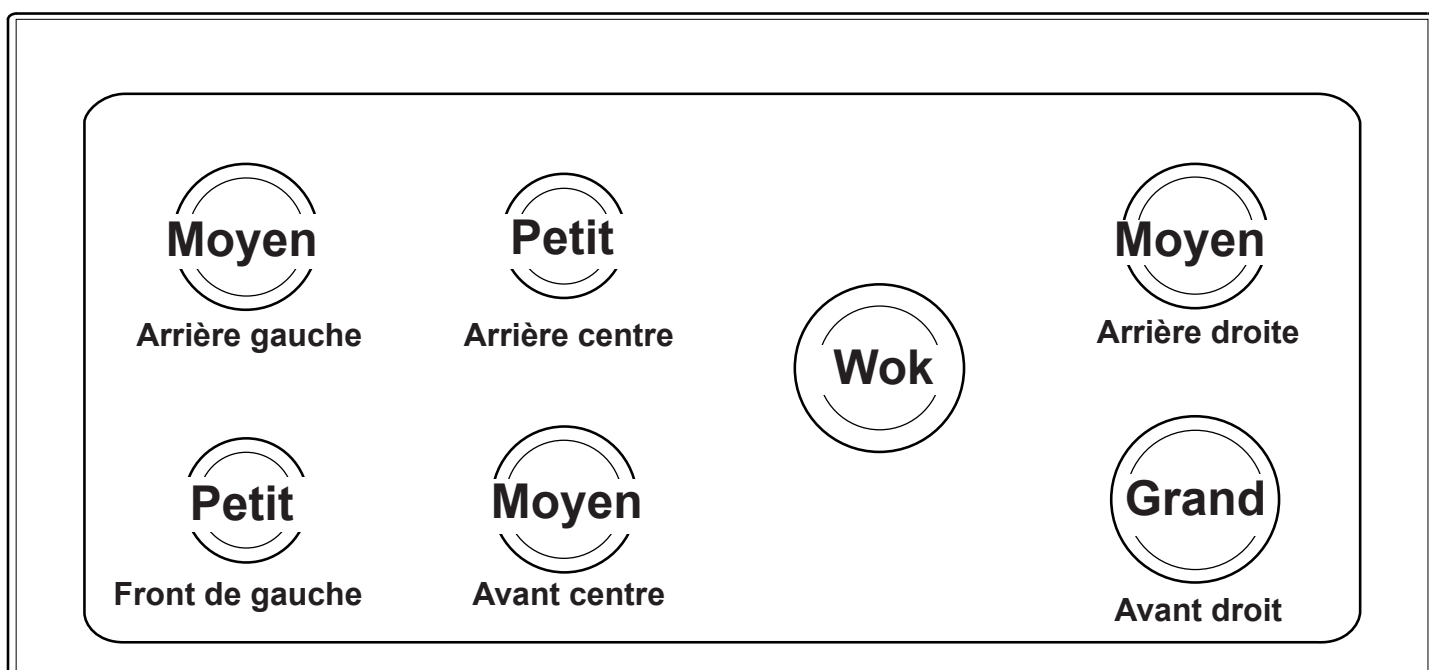 Moyen
Petit
Moyen
Arrière gauche
Arrière centre
Arrière droite
Wok
Petit
Moyen
Grand
Front de gauche
Avant centre
Avant droit